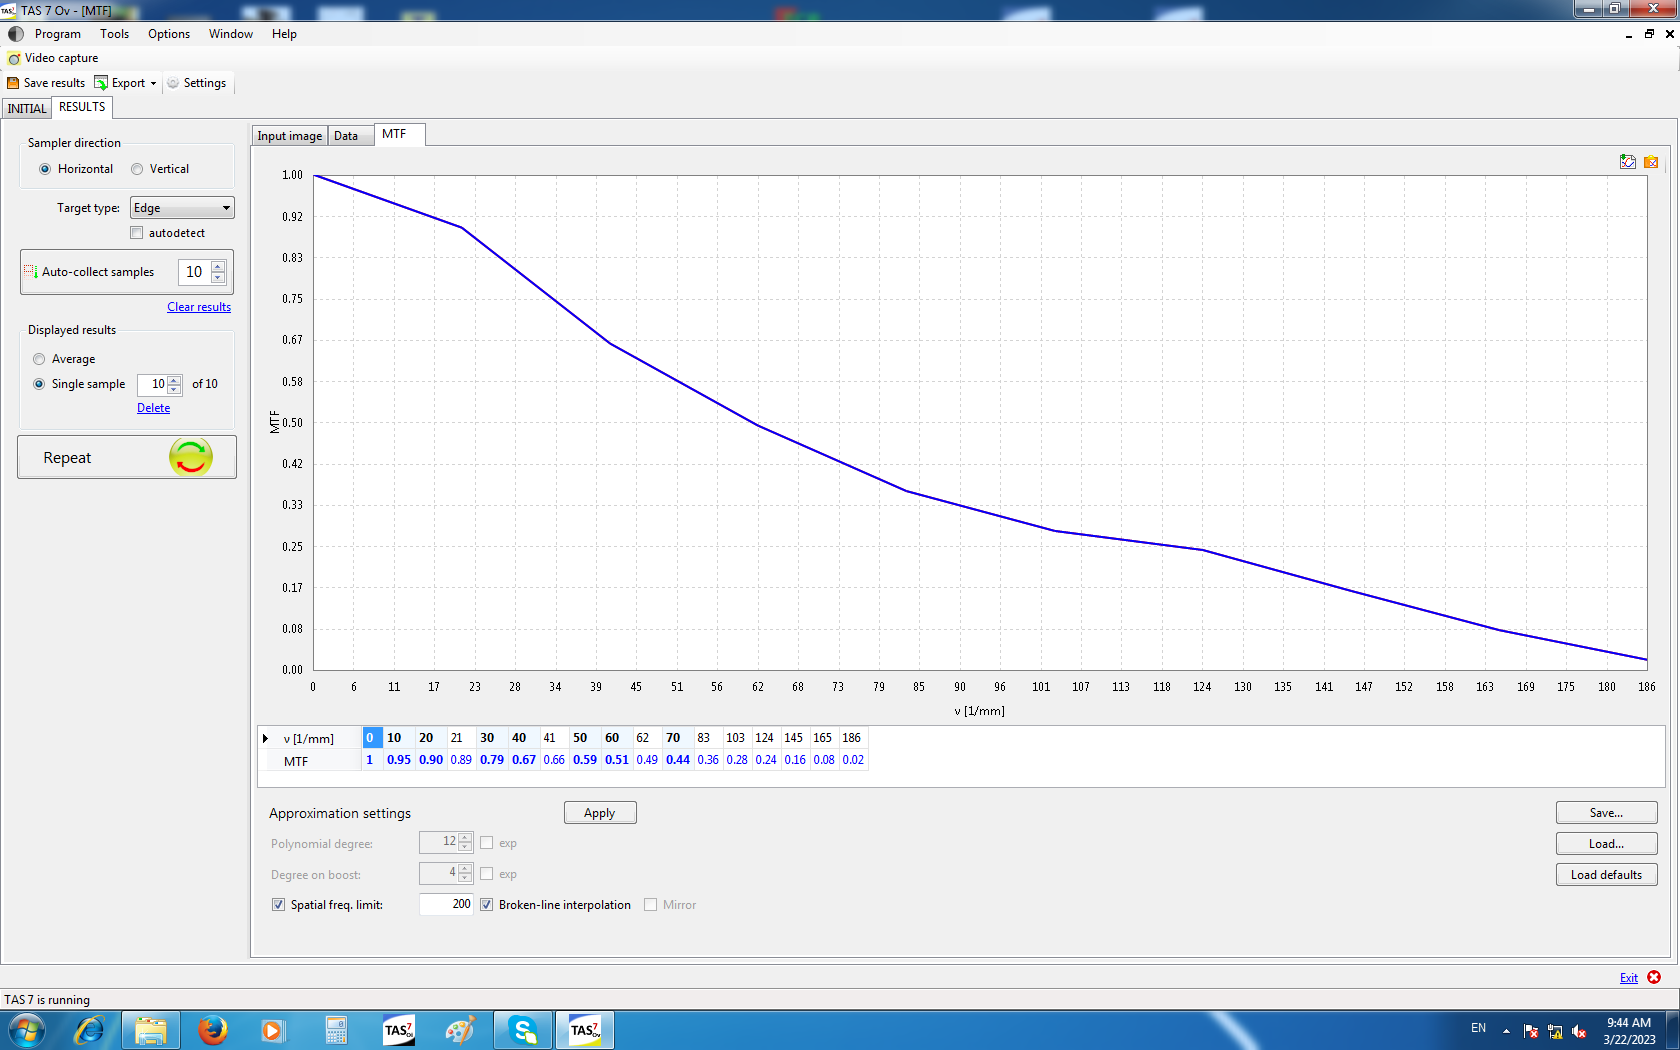 TAS 7 Ov - [MTF]
Program Tools Options Window Help
Video capture
Save results Export Settings
INITIAL RESULTS
Sampler direction
Horizontal Vertical
Target type: Edge
autodetect
Auto-collect samples 10
Clear results
Displayed results
Average
Single sample 10 of 10
Delete
Repeat
Input image Data MTF
1.00
0.92
0.83
0.75
0.67
0.58
0.50
0.42
0.33
0.25
0.17
0.08
0.00
MTF
0 6 11 17 23 28 34 39 45 51 56 62 68 73 79 84 90 96 101 107 113 118 124 130 135 141 147 152 158 163 169 175 180 186
ν [1/mm]
ν [1/mm] 0 10 20 21 30 40 41 50 60 62 70 83 103 124 145 165 186
MTF 1 0.95 0.90 0.89 0.79 0.67 0.66 0.59 0.51 0.49 0.44 0.36 0.28 0.24 0.16 0.08 0.02
Approximation settings Apply
Polynomial degree: 12 exp
Degree on boost: 4 exp
Spatial freq. limit: 200 Broken-line interpolation Mirror
Save...
Load...
Load defaults
Exit
TAS 7 is running
TAS 7 Ol
TAS 7 Ov
EN
9:44 AM
3/22/2023